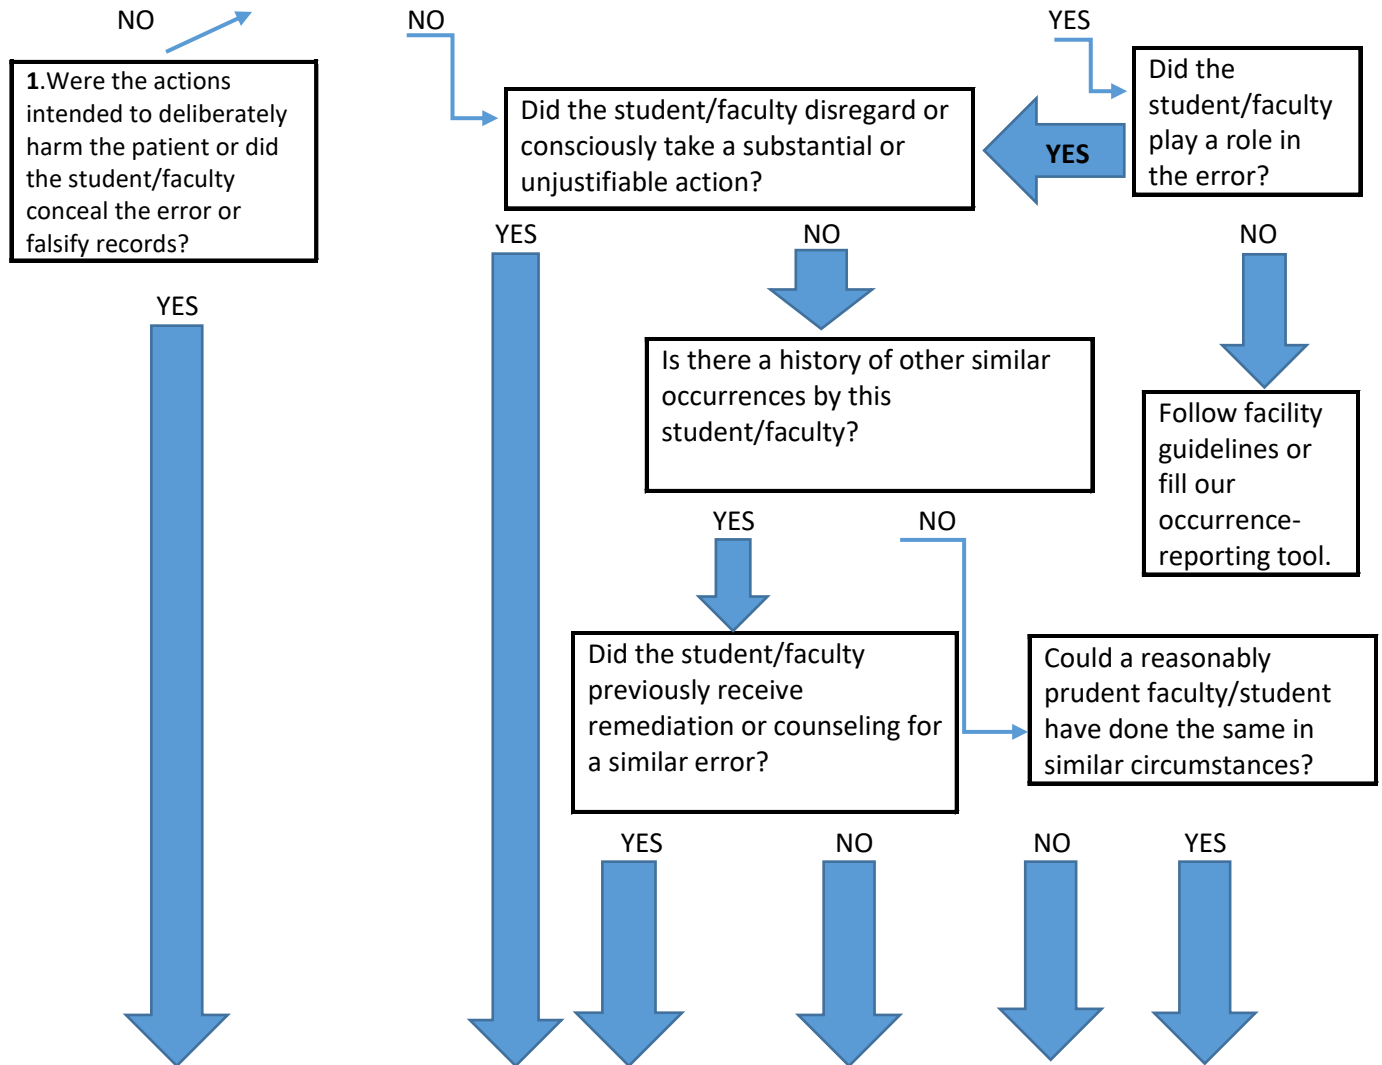 NO
NO
YES
1.Were the actions
intended to deliberately
harm the patient or did
the student/faculty
conceal the error or
falsify records?
Did the student/faculty disregard or
consciously take a substantial or
unjustifiable action?
YES
Did the
student/faculty
play a role in
the error?
YES
NO
NO
YES
Is there a history of other similar
occurrences by this
student/faculty?
Follow facility
guidelines or
fill our
occurrence-
reporting tool.
YES
NO
Did the student/faculty
previously receive
remediation or counseling for
a similar error?
Could a reasonably
prudent faculty/student
have done the same in
similar circumstances?
YES
NO
NO
YES